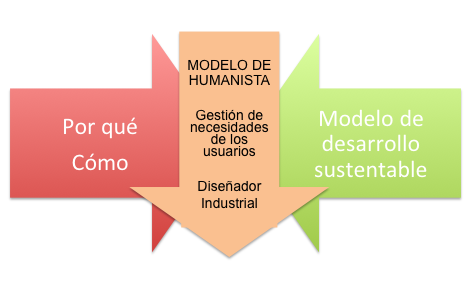 Por qué
Cómo
MODELO DE
HUMANISTA
Gestión de
necesidades
de los
usuarios
Diseñador
Industrial
Modelo de
desarrollo
sustentable